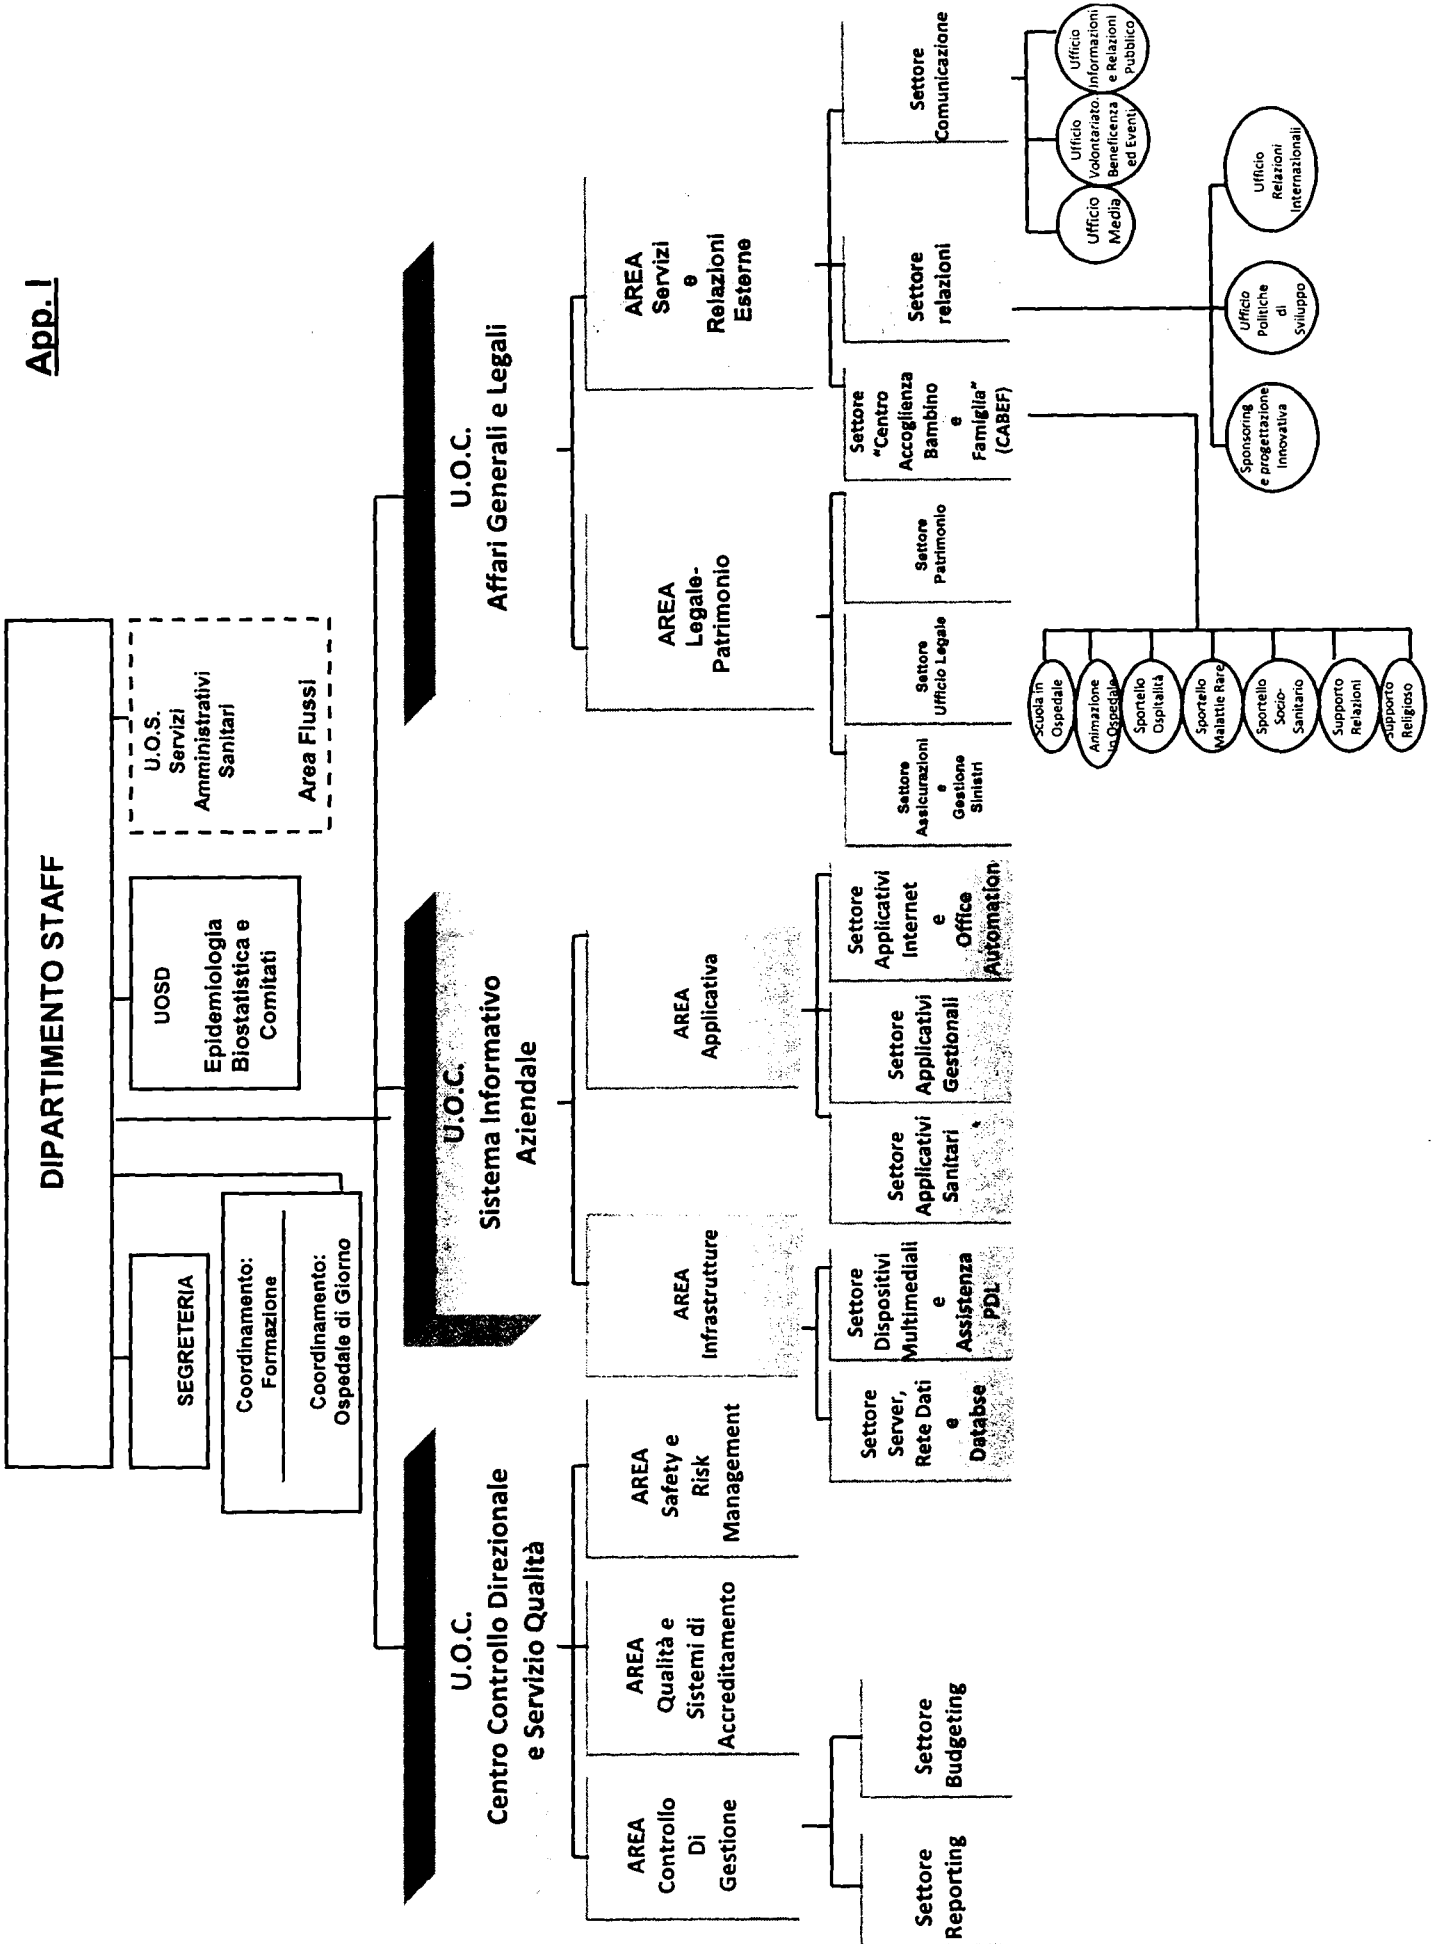 App. I
DIPARTIMENTO STAFF
SEGRETERIA
Coordinamento:
Formazione
Coordinamento:
Ospedale di Giorno
UOSD
Epidemiologia
Biostatistica e
Comitati
U.O.S.
Servizi
Amministrativi
Sanitari
Area Flussi
U.O.C.
Centro Controllo Direzionale
e Servizio Qualità
U.O.C.
Sistema Informativo
Aziendale
U.O.C.
Affari Generali e Legali
AREA
Controllo
Di
Gestione
AREA
Qualità e
Sistemi di
Accreditamento
AREA
Safety e
Risk
Management
AREA
Infrastrutture
AREA
Applicativa
AREA
Legale-
Patrimonio
AREA
Servizi
e
Relazioni
Esterne
Settore
Reporting
Settore
Budgeting
Settore
Server,
Rete Dati
e
Databse
Settore
Dispositivi
Multimediali
e
Assistenza
PDL
Settore
Applicativi
Sanitari
Settore
Applicativi
Gestionali
Settore
Applicativi
Internet
e
Office
Automation
Settore
Assicurazioni
e
Gestione
Sinistri
Settore
Ufficio Legale
Settore
Patrimonio
Settore
"Centro
Accoglienza
Bambino
e
Famiglia"
(CABEF)
Settore
relazioni
Settore
Comunicazione
Scuola in
Ospedale
Animazione
In Ospedale
Sportello
Ospitalità
Sportello
Malattie Rare
Sportello
Socio-
Sanitario
Supporto
Relazioni
Supporto
Religioso
Sponsoring
e progettazione
Innovativa
Ufficio
Politiche
di
Sviluppo
Ufficio
Relazioni
Internazionali
Ufficio
Media
Ufficio
Volontariato.
Beneficenza
ed Eventi
Ufficio
Informazioni
e Relazioni
Pubblico